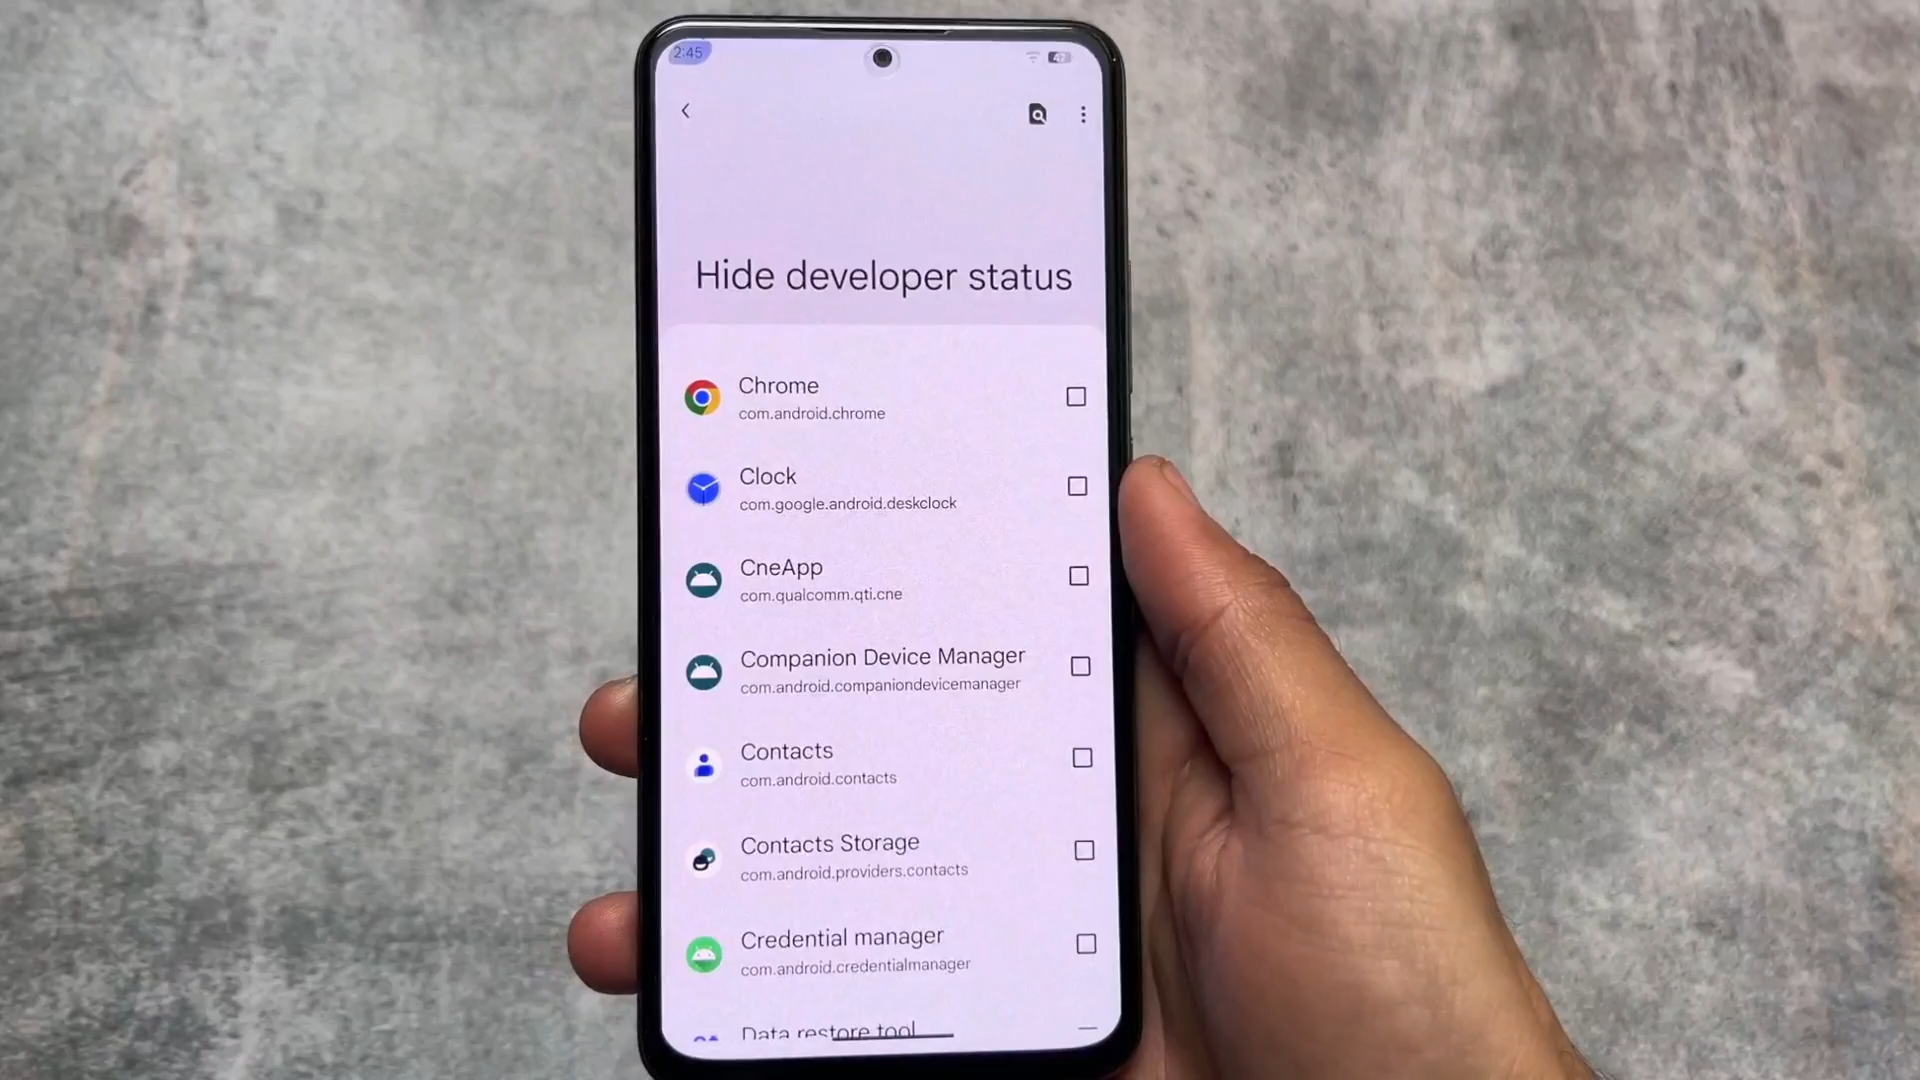 2:45
47
Hide developer status
Chrome
com.android.chrome
Clock
com.google.android.deskclock
CneApp
com.qualcomm.qti.cne
Companion Device Manager
com.android.companiondevicemanager
Contacts
com.android.contacts
Contacts Storage
com.android.providers.contacts
Credential manager
com.android.credentialmanager
Data restore tool